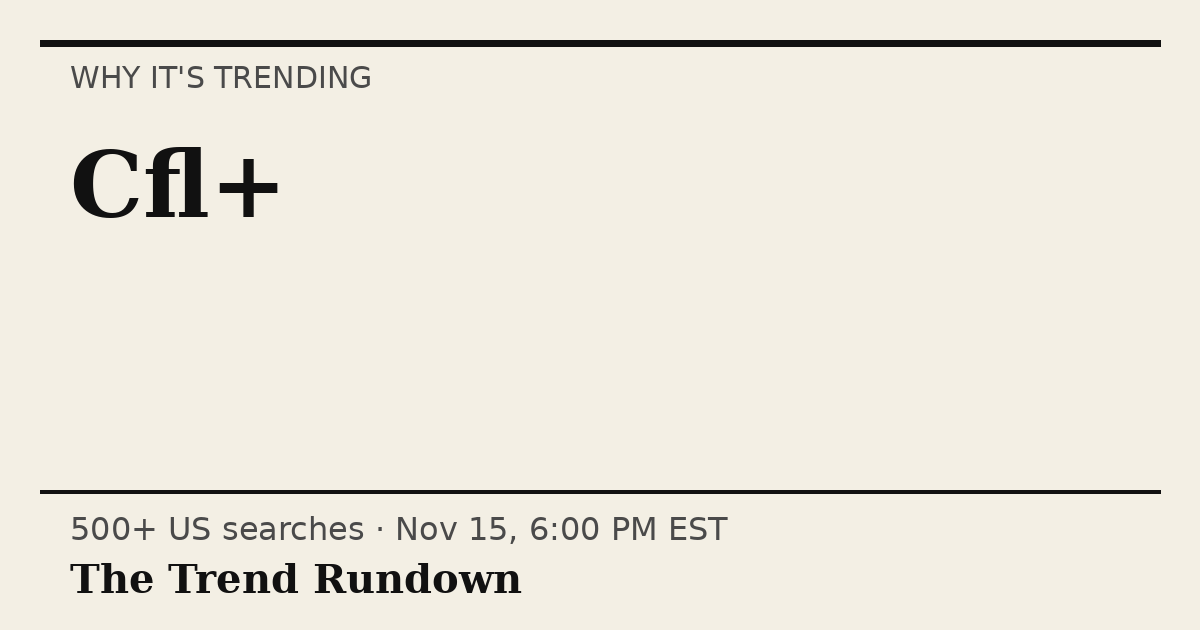 WHY IT'S TRENDING
Cfl+
500+ US searches · Nov 15, 6:00 PM EST
The Trend Rundown